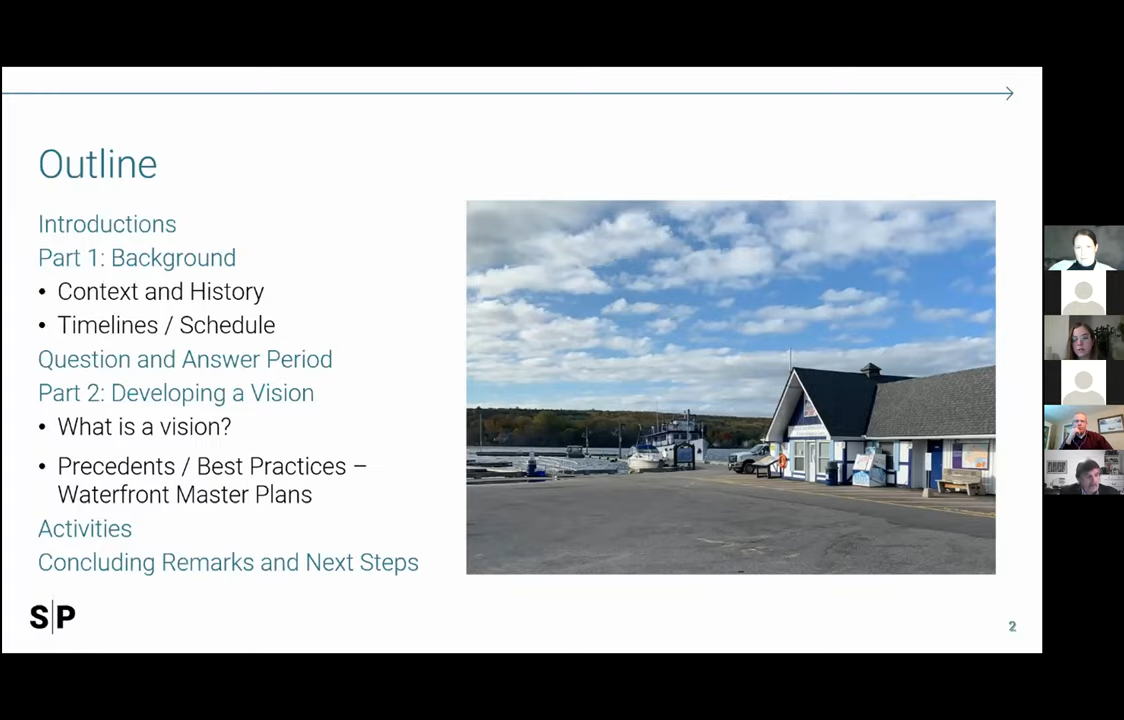 Outline
Introductions
Part 1: Background
• Context and History
• Timelines / Schedule
Question and Answer Period
Part 2: Developing a Vision
• What is a vision?
• Precedents / Best Practices –
Waterfront Master Plans
Activities
Concluding Remarks and Next Steps
S|P
2